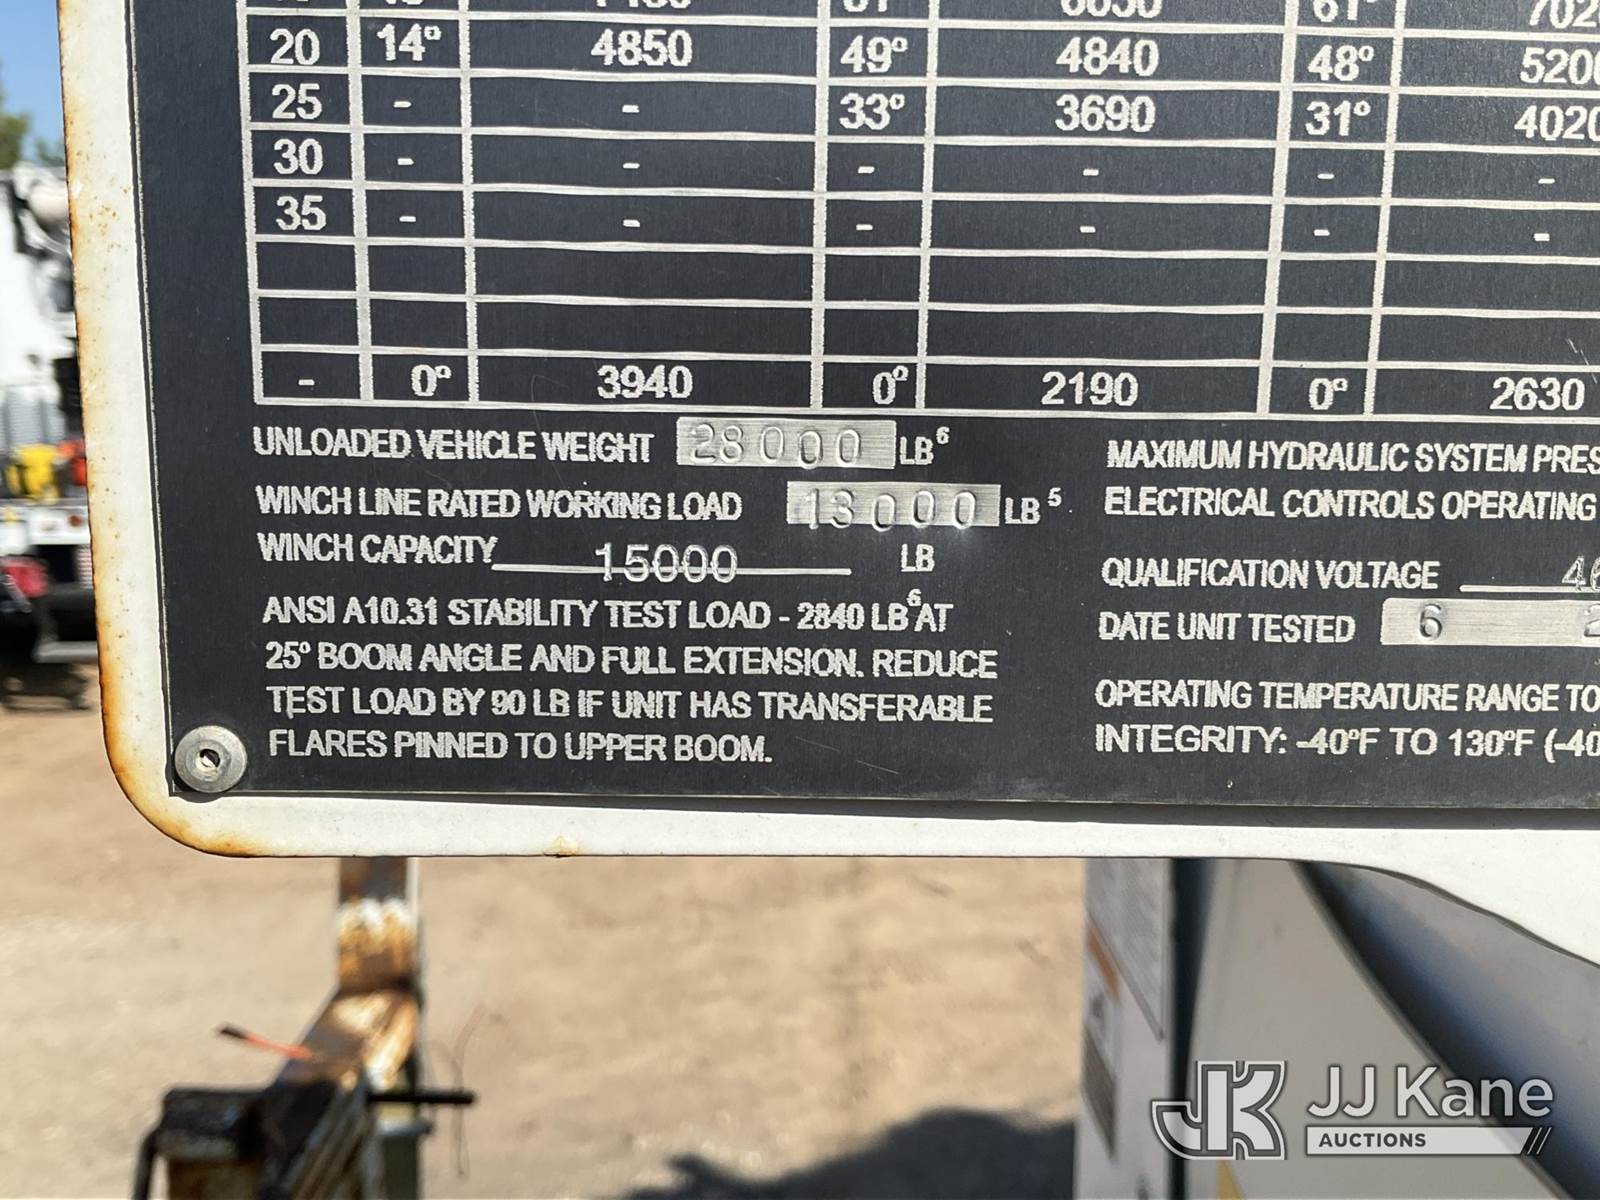 20 14° 4850 49° 4840 48°
25 - - 33° 3690 31°
30 - - - - - -
35 - - - - - -
- 0° 3940 0° 2190 0° 2630
UNLOADED VEHICLE WEIGHT 28000 LB6
WINCH LINE RATED WORKING LOAD 13000 LB5
WINCH CAPACITY 15000 LB
ANSI A10.31 STABILITY TEST LOAD - 2840 LB6 AT
25° BOOM ANGLE AND FULL EXTENSION. REDUCE
TEST LOAD BY 90 LB IF UNIT HAS TRANSFERABLE
FLARES PINNED TO UPPER BOOM.
MAXIMUM HYDRAULIC SYSTEM
ELECTRICAL CONTROLS OPERATING
QUALIFICATION VOLTAGE
DATE UNIT TESTED 6
OPERATING TEMPERATURE RANGE TO
INTEGRITY: -40°F TO 130°F
JK JJ Kane
AUCTIONS